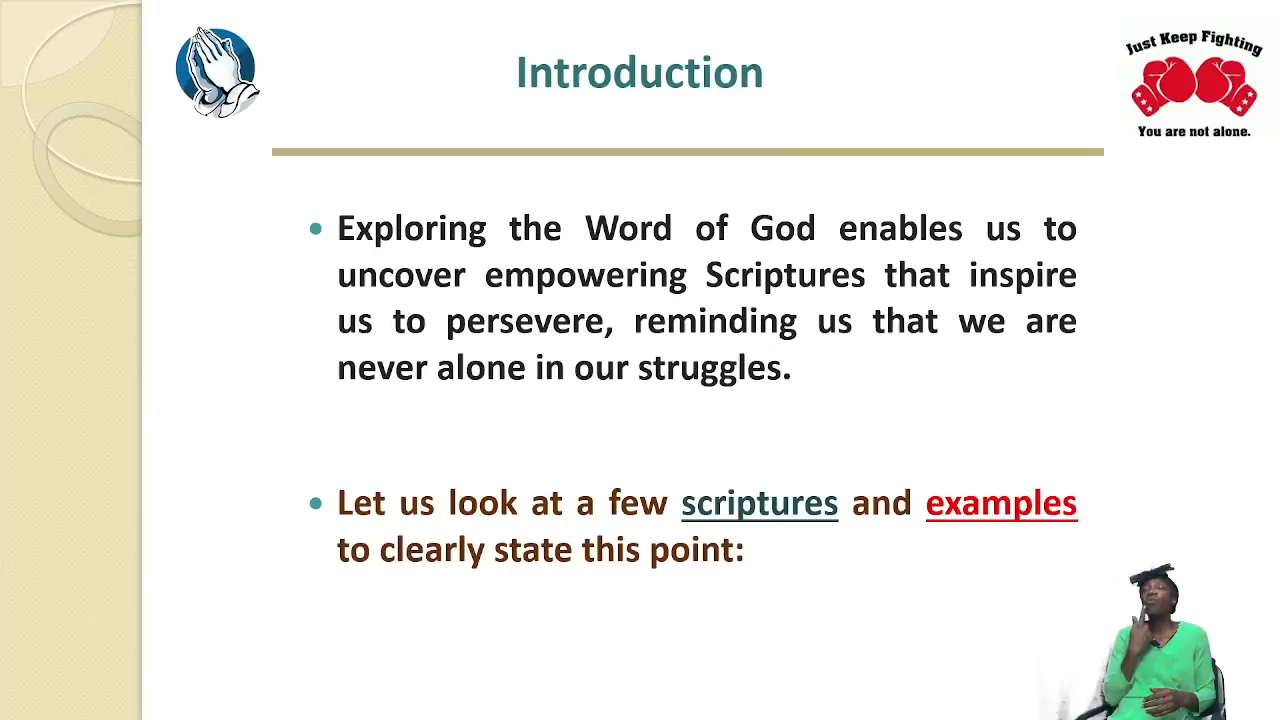 Introduction
Just Keep Fighting
You are not alone.
• Exploring the Word of God enables us to
uncover empowering Scriptures that inspire
us to persevere, reminding us that we are
never alone in our struggles.
• Let us look at a few scriptures and examples
to clearly state this point: